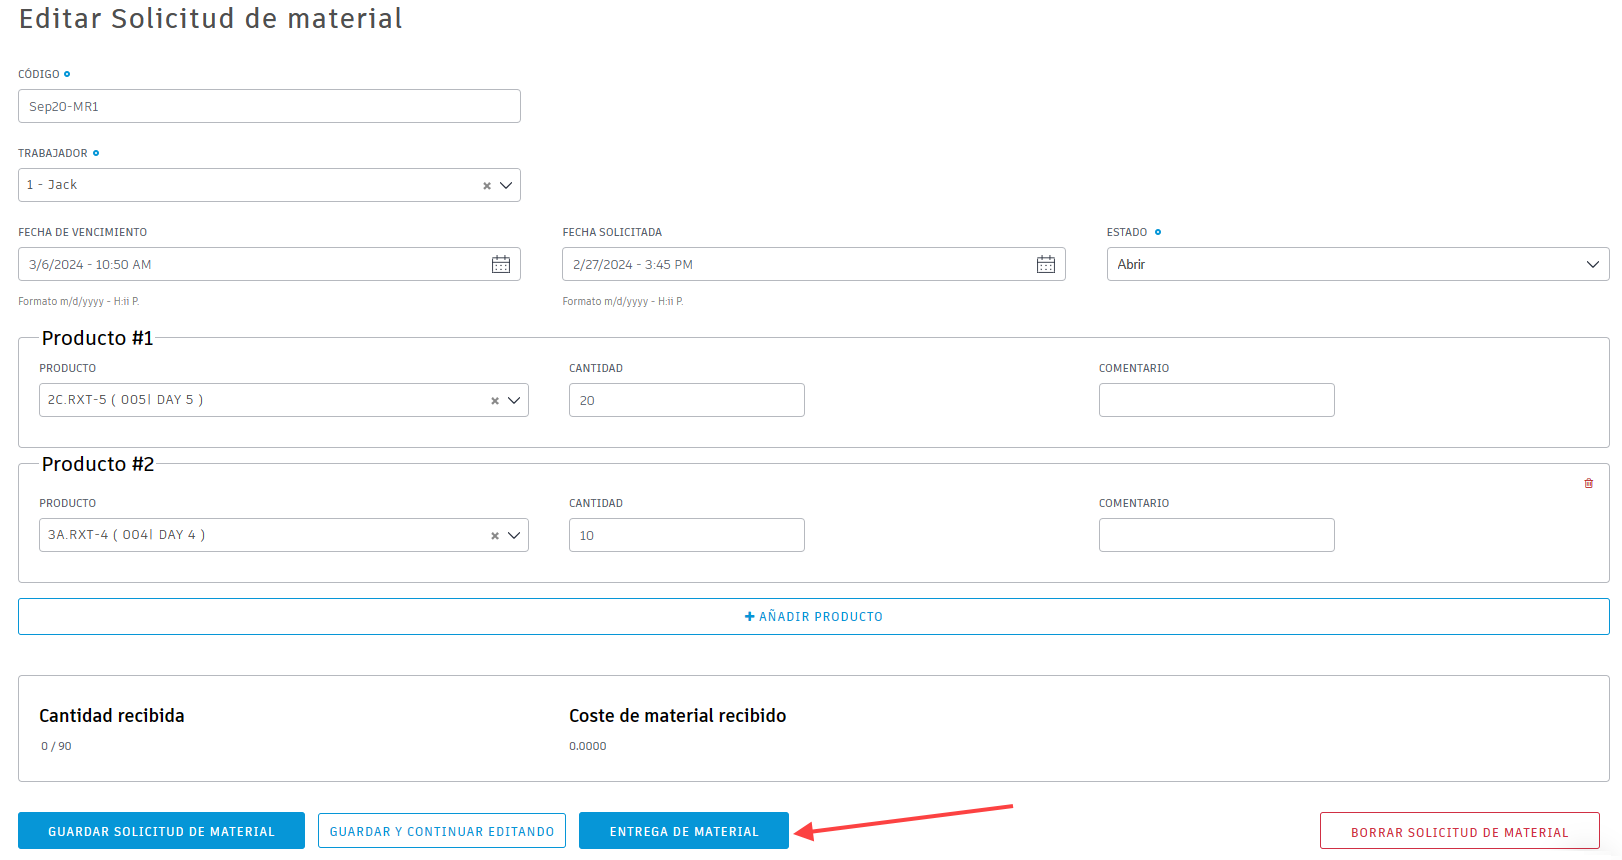 Editar Solicitud de material
CÓDIGO
Sep20-MR1
TRABAJADOR
1 - Jack
FECHA DE VENCIMIENTO
FECHA SOLICITADA
ESTADO
3/6/2024 - 10:50 AM
2/27/2024 - 3:45 PM
Abrir
Formato m/d/yyyy - H:ii P.
Formato m/d/yyyy - H:ii P.
Producto #1
PRODUCTO
CANTIDAD
COMENTARIO
2C.RXT-5 ( 005| DAY 5 )
20
Producto #2
PRODUCTO
CANTIDAD
COMENTARIO
3A.RXT-4 ( 004| DAY 4 )
10
+ AÑADIR PRODUCTO
Cantidad recibida
Coste de material recibido
0 / 90
0.0000
GUARDAR SOLICITUD DE MATERIAL
GUARDAR Y CONTINUAR EDITANDO
ENTREGA DE MATERIAL
BORRAR SOLICITUD DE MATERIAL